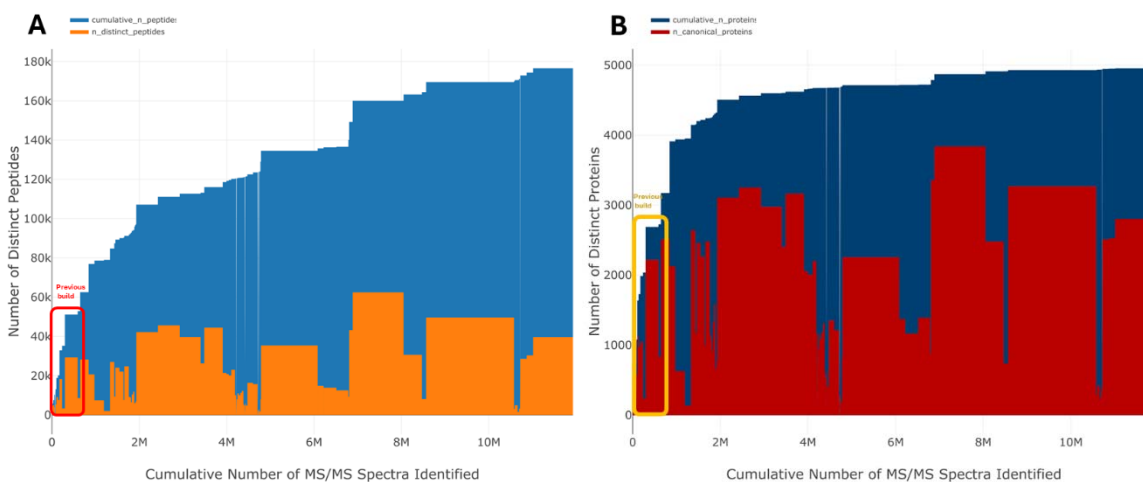 A
cumulative_n_peptides
n_distinct_peptides
Number of Distinct Peptides
180k
160k
140k
120k
100k
80k
60k
40k
20k
0
Previous
build
0
2M
4M
6M
8M
10M
Cumulative Number of MS/MS Spectra Identified
B
cumulative_n_proteins
n_canonical_proteins
Number of Distinct Proteins
5000
4000
3000
2000
1000
0
Previous
build
0
2M
4M
6M
8M
10M
Cumulative Number of MS/MS Spectra Identified